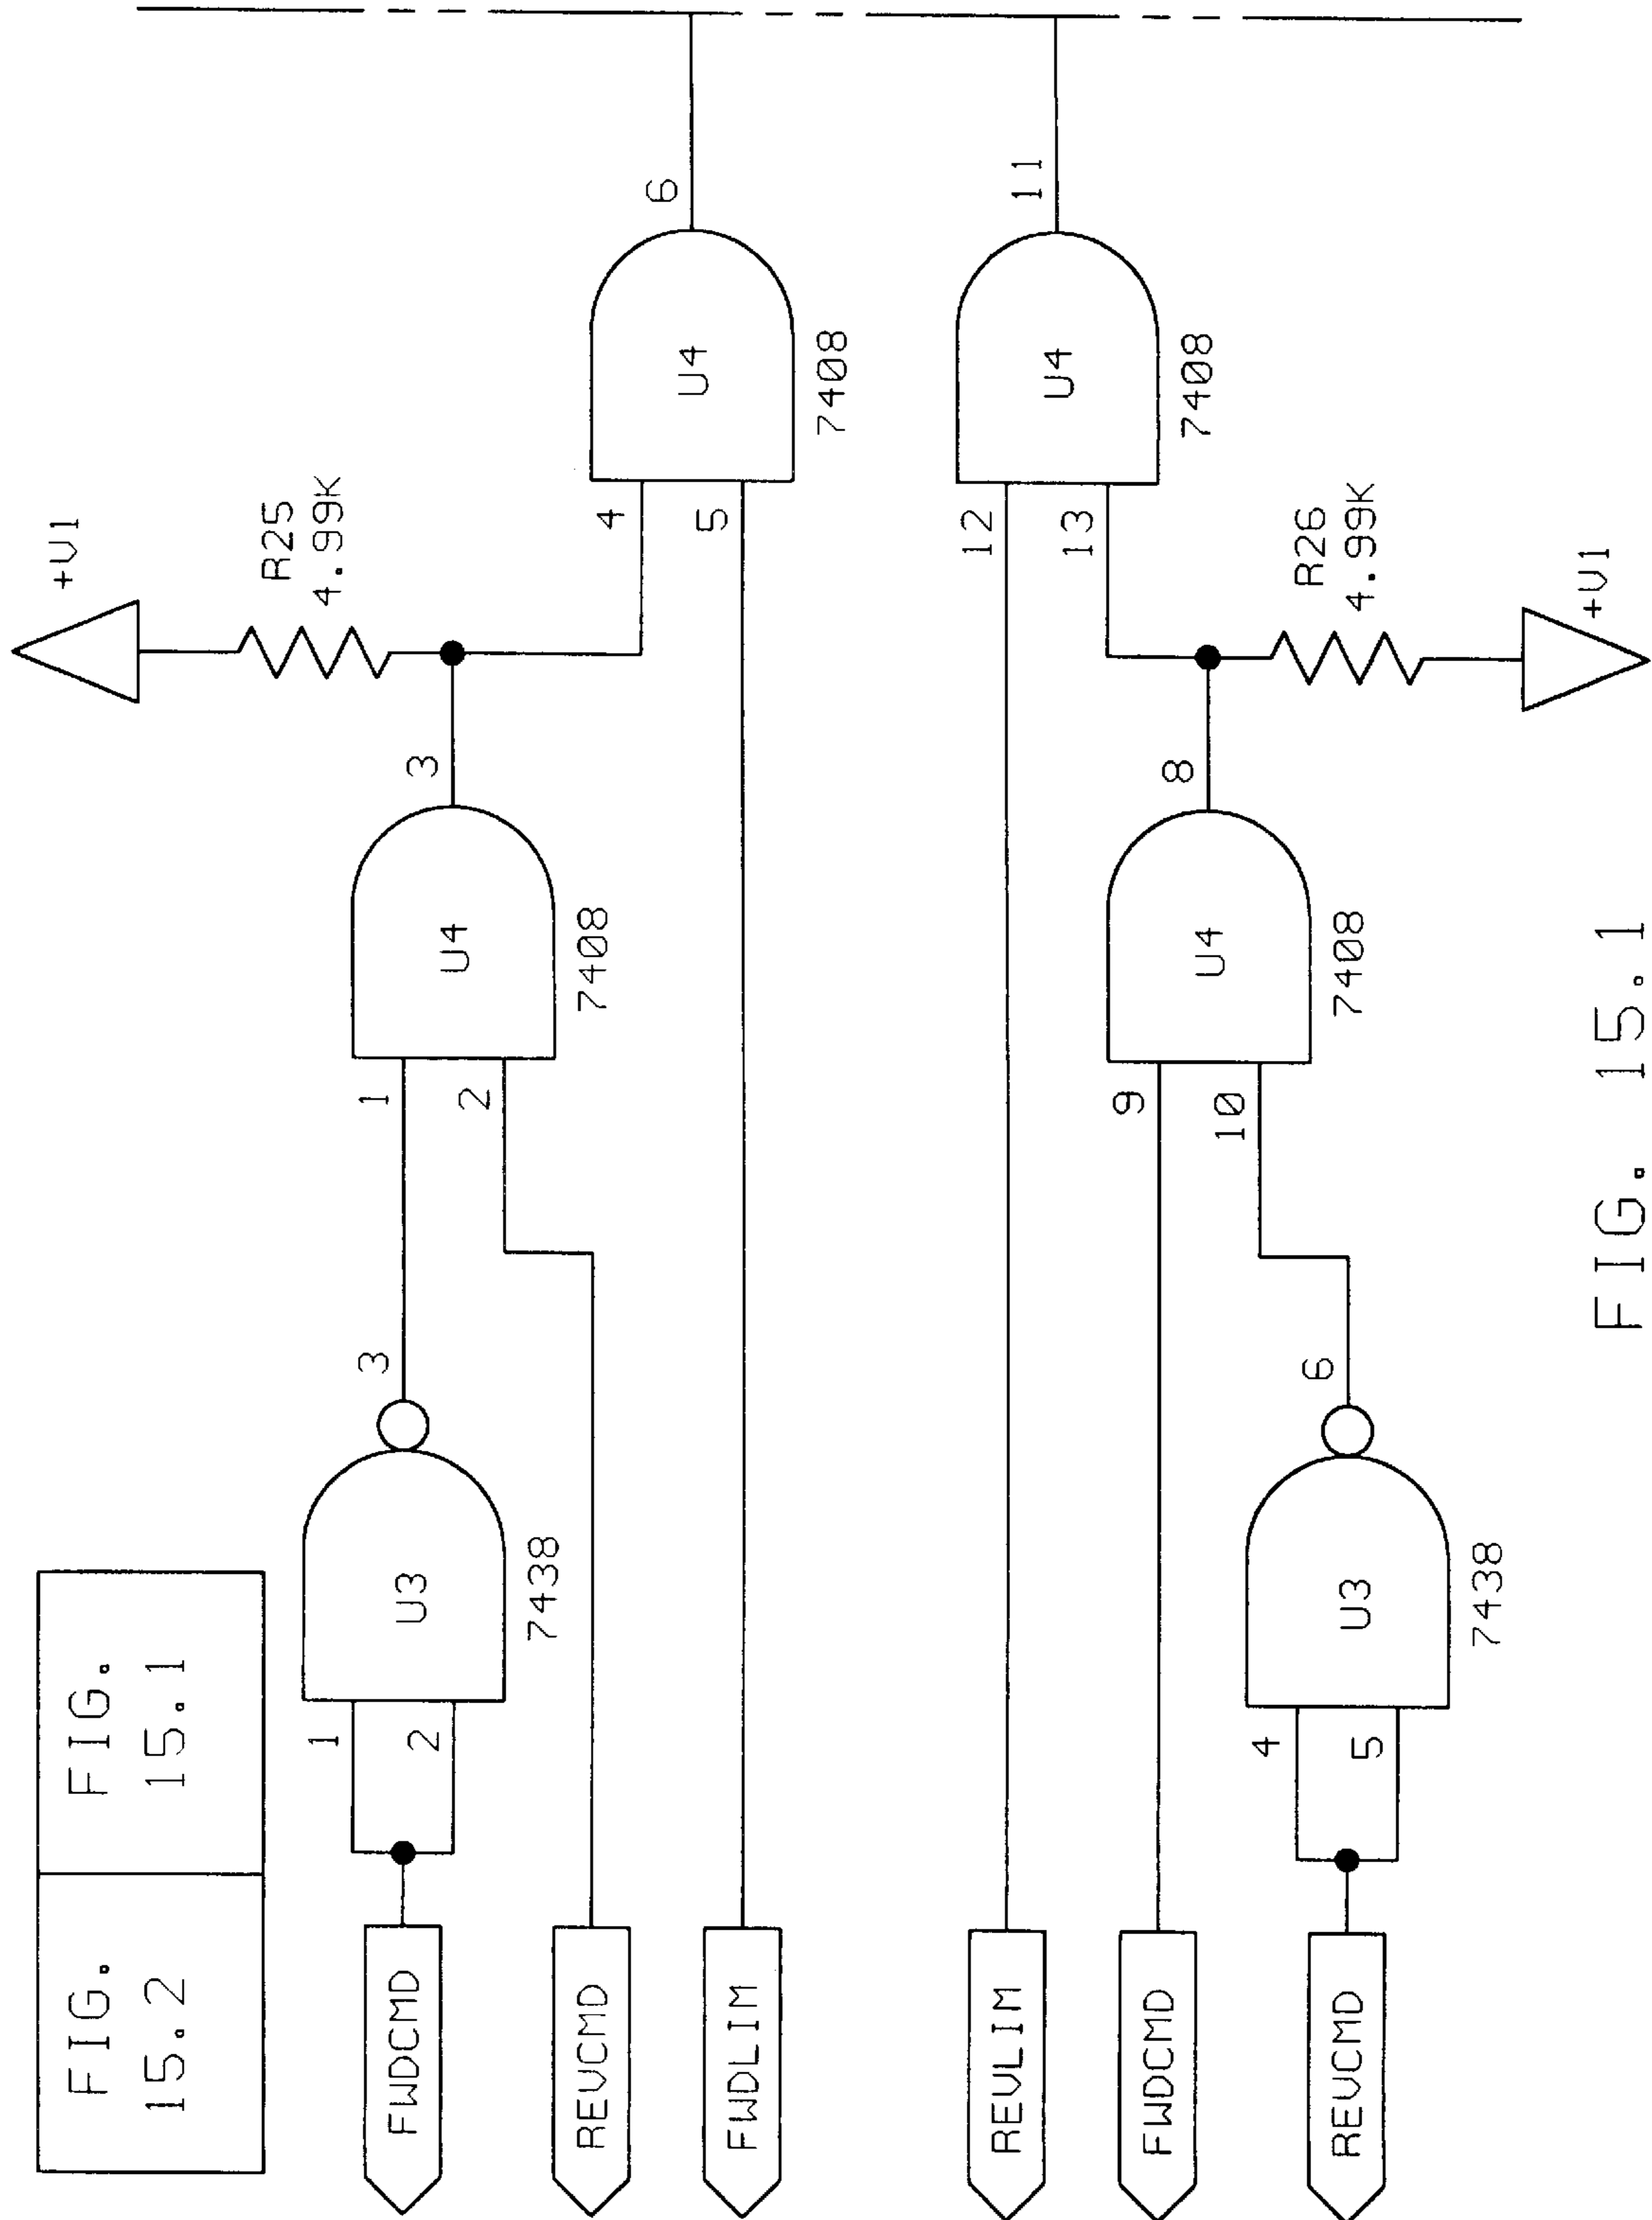 FIG.
15.2
FIG.
15.1
FWDCMD
1
2
U3
7438
3
REVCMD
1
2
U4
7408
3
+V1
R25
4.99K
FWDLIM
4
5
U4
7408
6
REVLIM
12
13
U4
7408
11
FWDCMD
9
10
U4
7408
8
R26
4.99K
+V1
REVCMD
4
5
U3
7438
6
FIG. 15.1